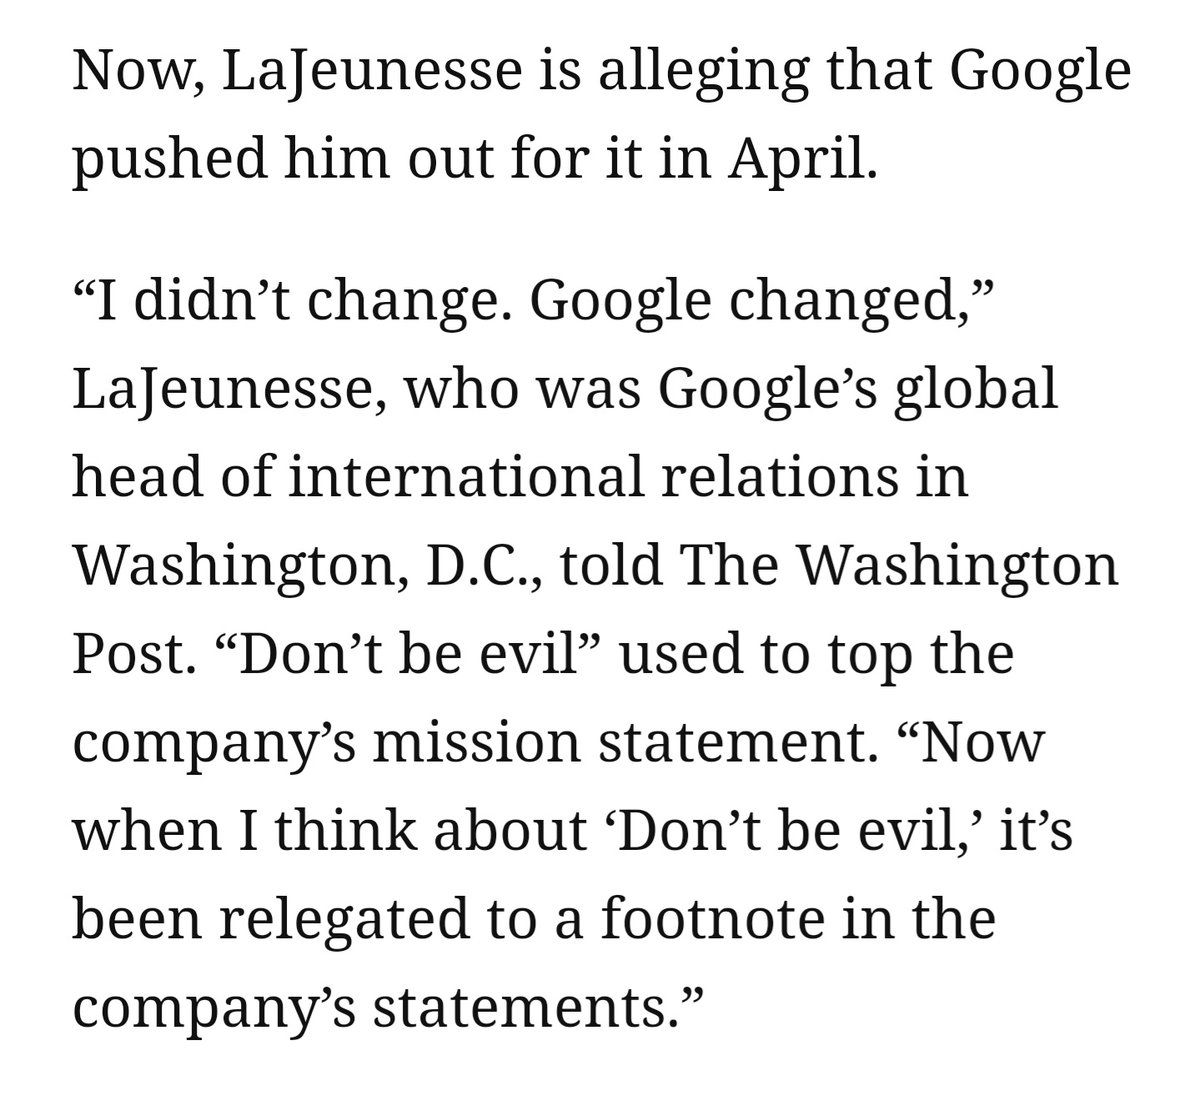 Now, LaJeunesse is alleging that Google
pushed him out for it in April.
“I didn’t change. Google changed,”
LaJeunesse, who was Google’s global
head of international relations in
Washington, D.C., told The Washington
Post. “Don’t be evil” used to top the
company’s mission statement. “Now
when I think about ‘Don’t be evil,’ it’s
been relegated to a footnote in the
company’s statements.”